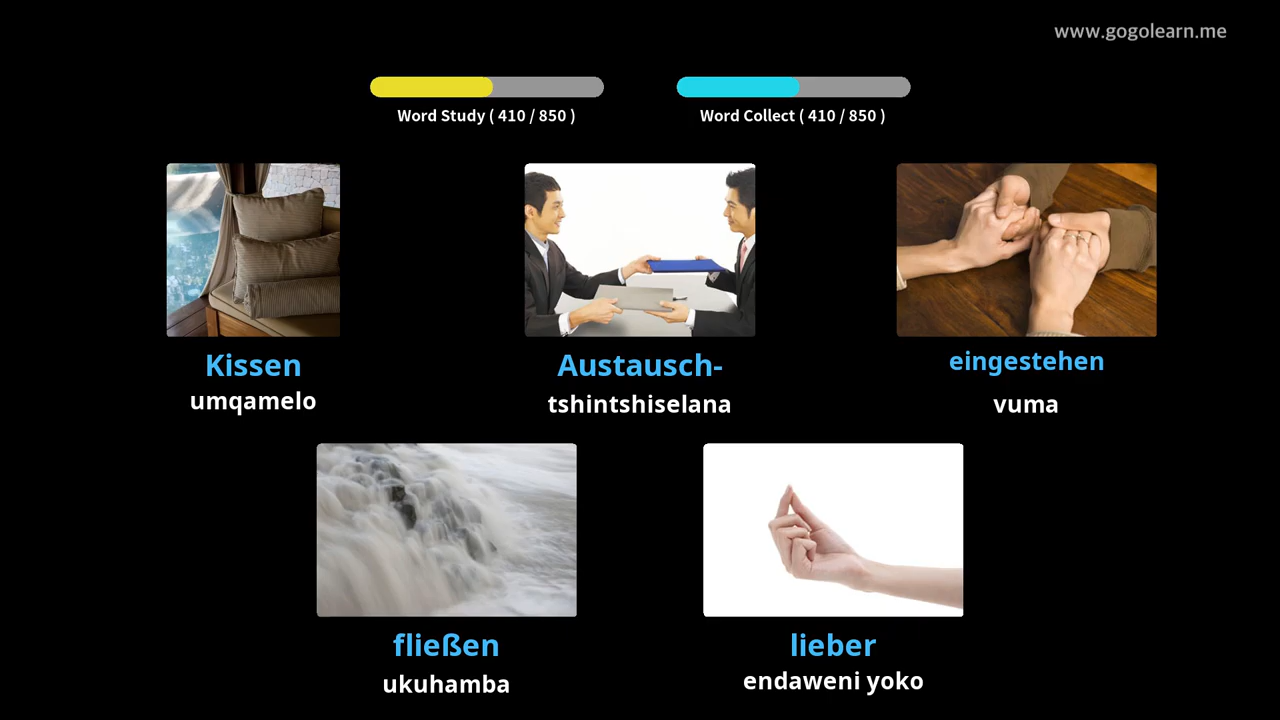 www.gogolearn.me
Word Study ( 410 / 850 )
Word Collect ( 410 / 850 )
Kissen
umqamelo
Austausch-
tshintshiselana
eingestehen
vuma
fließen
ukuhamba
lieber
endaweni yoko